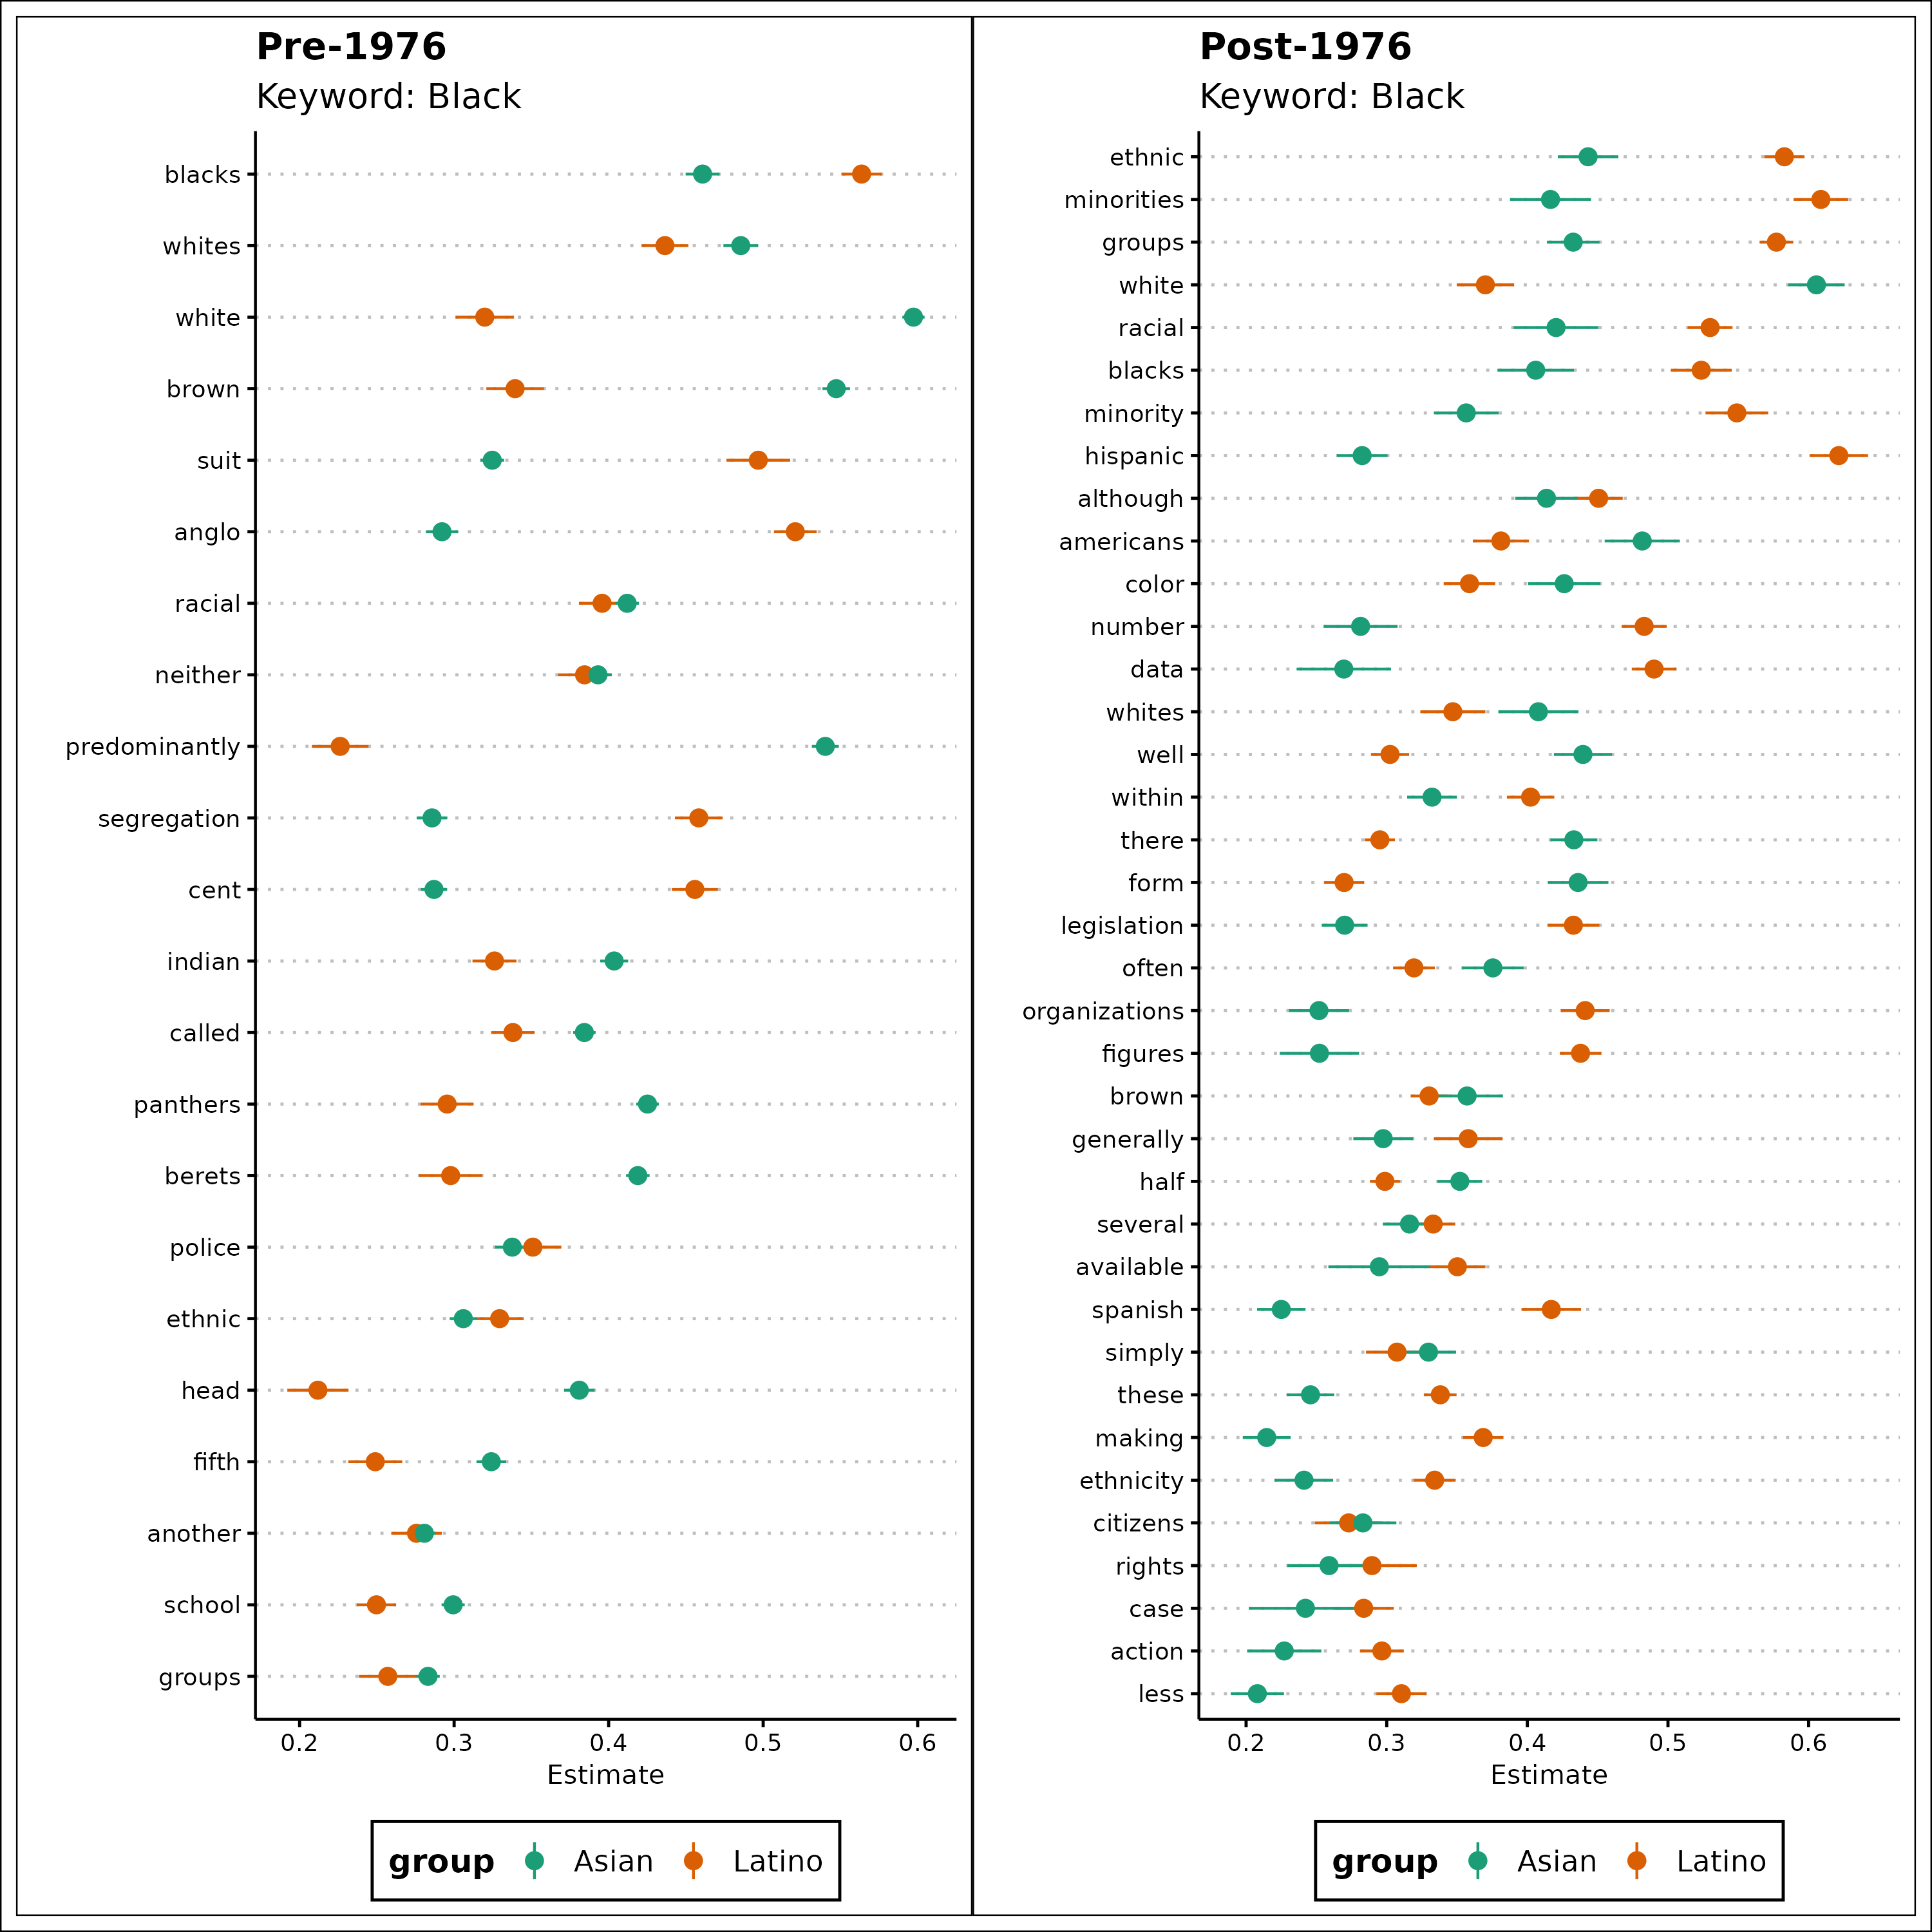 Pre-1976
Keyword: Black
blacks
whites
white
brown
suit
anglo
racial
neither
predominantly
segregation
cent
indian
called
panthers
berets
police
ethnic
head
fifth
another
school
groups
0.2 0.3 0.4 0.5 0.6
Estimate
group Asian Latino
Post-1976
Keyword: Black
ethnic
minorities
groups
white
racial
blacks
minority
hispanic
although
americans
color
number
data
whites
well
within
there
form
legislation
often
organizations
figures
brown
generally
half
several
available
spanish
simply
these
making
ethnicity
citizens
rights
case
action
less
0.2 0.3 0.4 0.5 0.6
Estimate
group Asian Latino